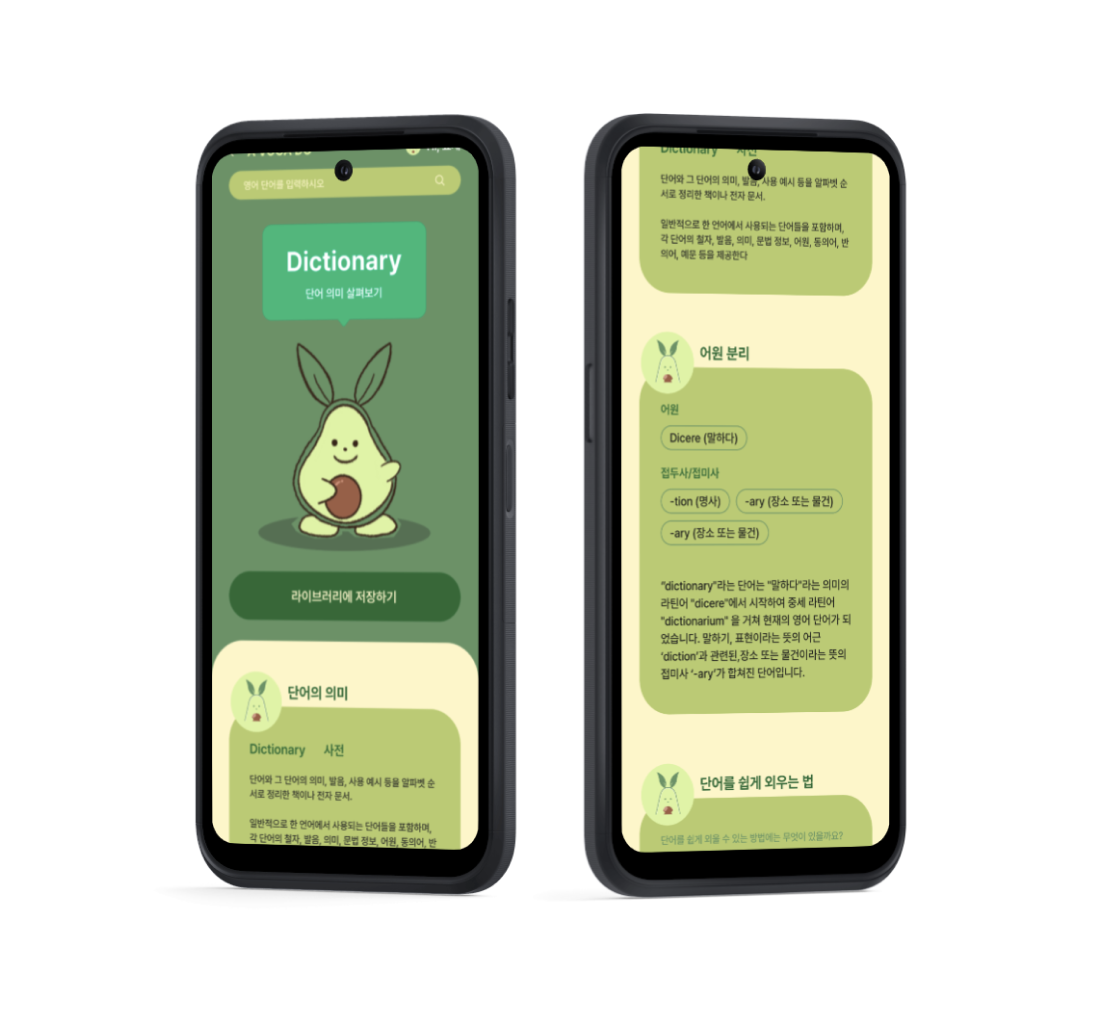 영어 단어를 입력하시오
Dictionary
단어 의미 살펴보기
라이브러리에 저장하기
단어의 의미
Dictionary 사전
단어와 그 단어의 의미, 발음, 사용 예시 등을 알파벳 순
서로 정리한 책이나 전자 문서.
일반적으로 한 언어에서 사용되는 단어들을 포함하며,
각 단어의 철자, 발음, 의미, 문법 정보, 어원, 동의어, 반
Dictionary 사전
단어와 그 단어의 의미, 발음, 사용 예시 등을 알파벳 순
서로 정리한 책이나 전자 문서.
일반적으로 한 언어에서 사용되는 단어들을 포함하며,
각 단어의 철자, 발음, 의미, 문법 정보, 어원, 동의어, 반
의어, 예문 등을 제공한다
어원 분리
어원
Dicere (말하다)
접두사/접미사
-tion (명사) -ary (장소 또는 물건)
-ary (장소 또는 물건)
"dictionary"라는 단어는 "말하다"라는 의미의
라틴어 "dicere"에서 시작하여 중세 라틴어
"dictionarium" 을 거쳐 현재의 영어 단어가 되
었습니다. 말하기, 표현이라는 뜻의 어근
'diction'과 관련된,장소 또는 물건이라는 뜻의
접미사 '-ary'가 합쳐진 단어입니다.
단어를 쉽게 외우는 법
단어를 쉽게 외울 수 있는 방법에는 무엇이 있을까요?